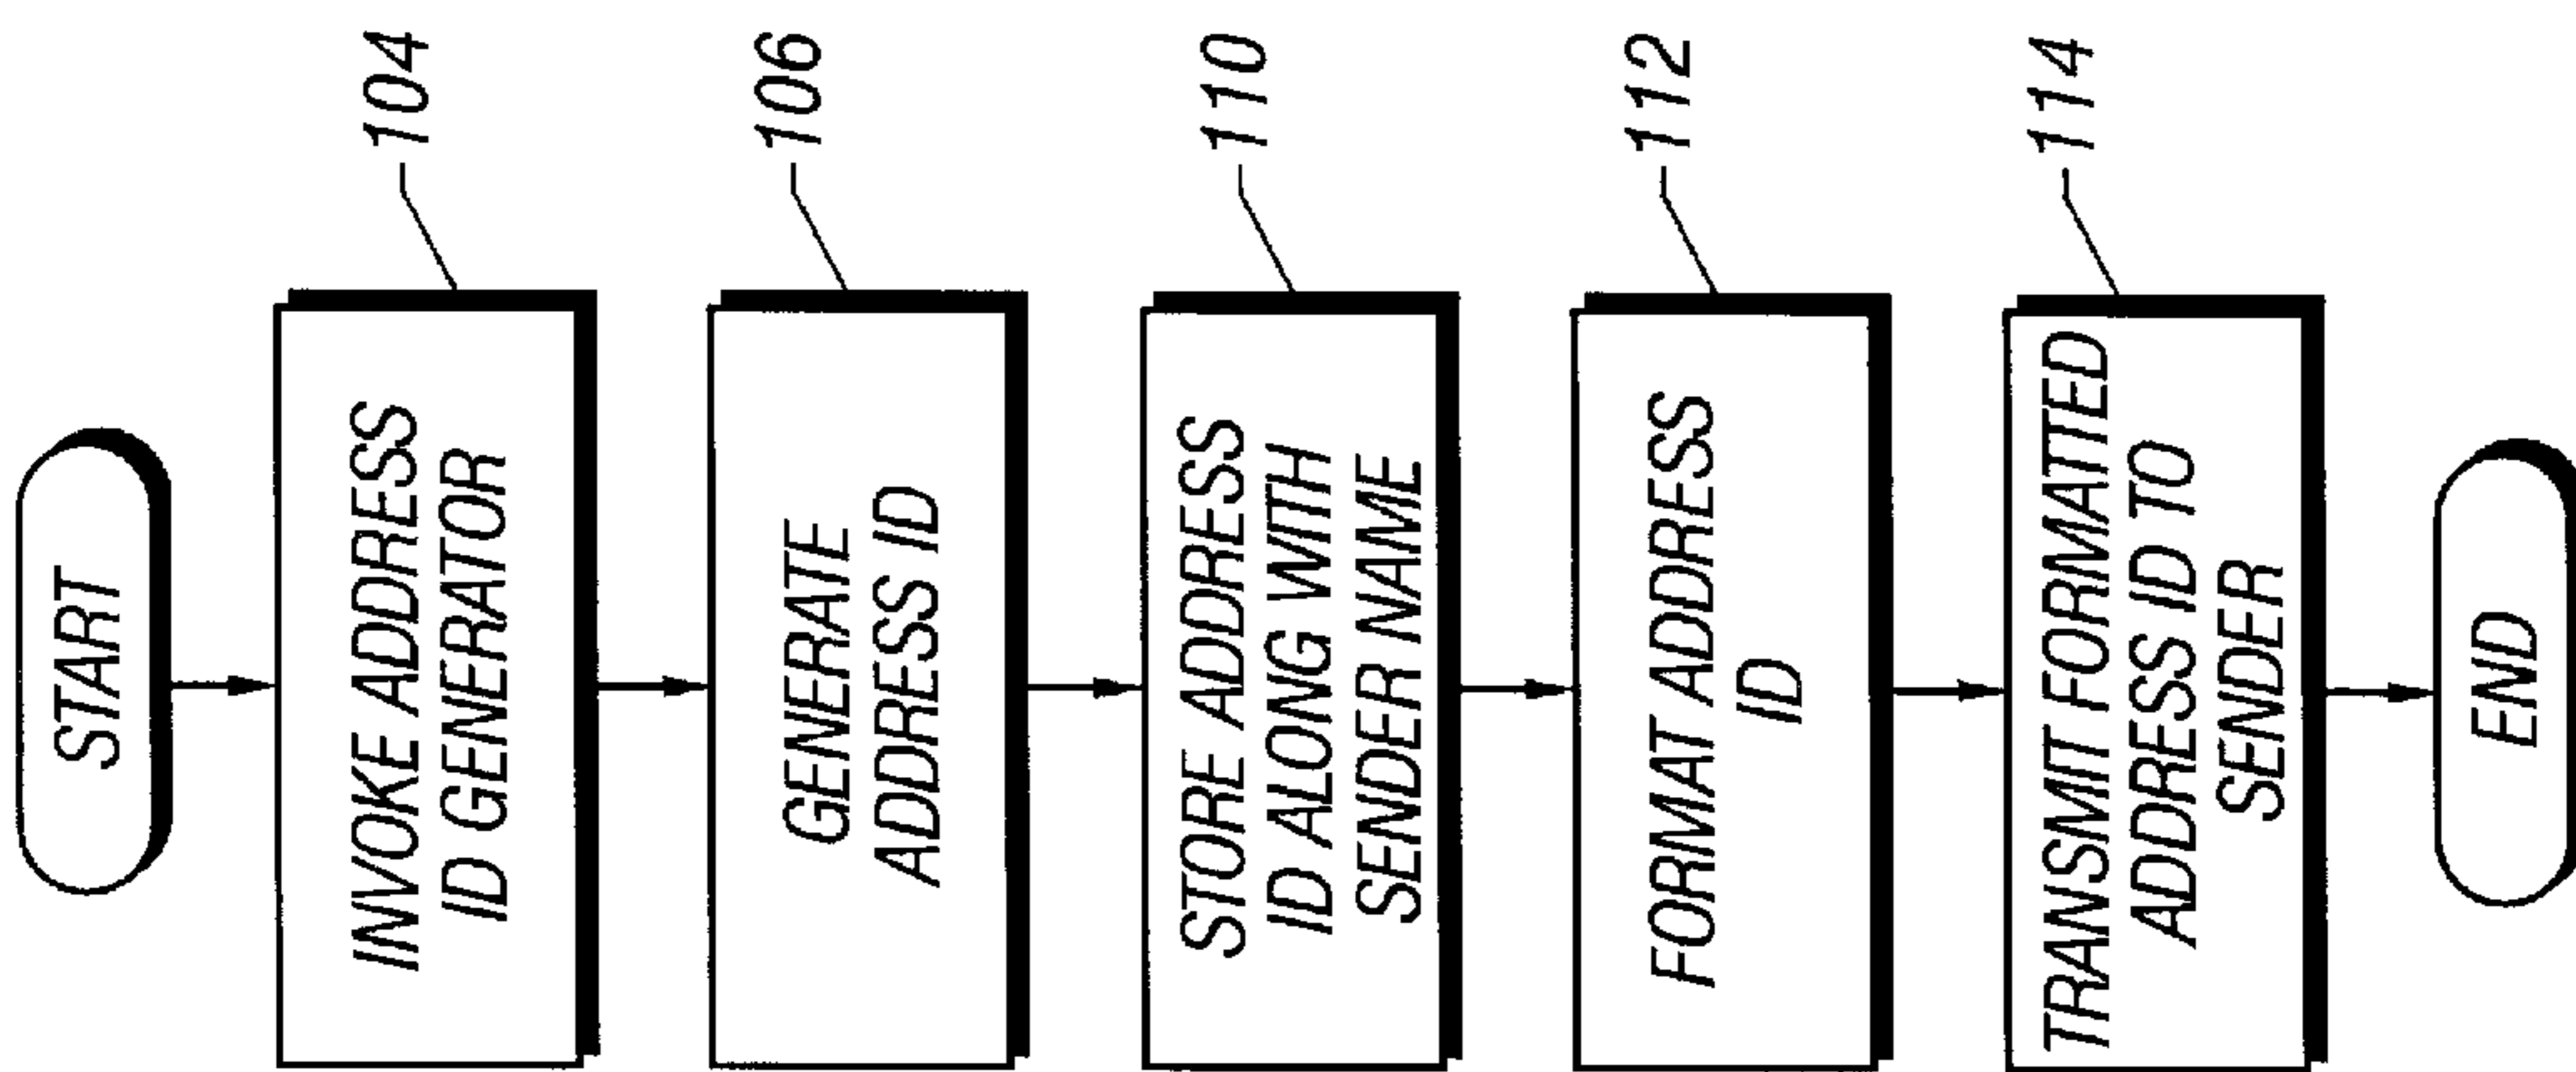 START
INVOKE ADDRESS
ID GENERATOR
104
GENERATE
ADDRESS ID
106
STORE ADDRESS
ID ALONG WITH
SENDER NAME
110
FORMAT ADDRESS
ID
112
TRANSMIT FORMATTED
ADDRESS ID TO
SENDER
114
END